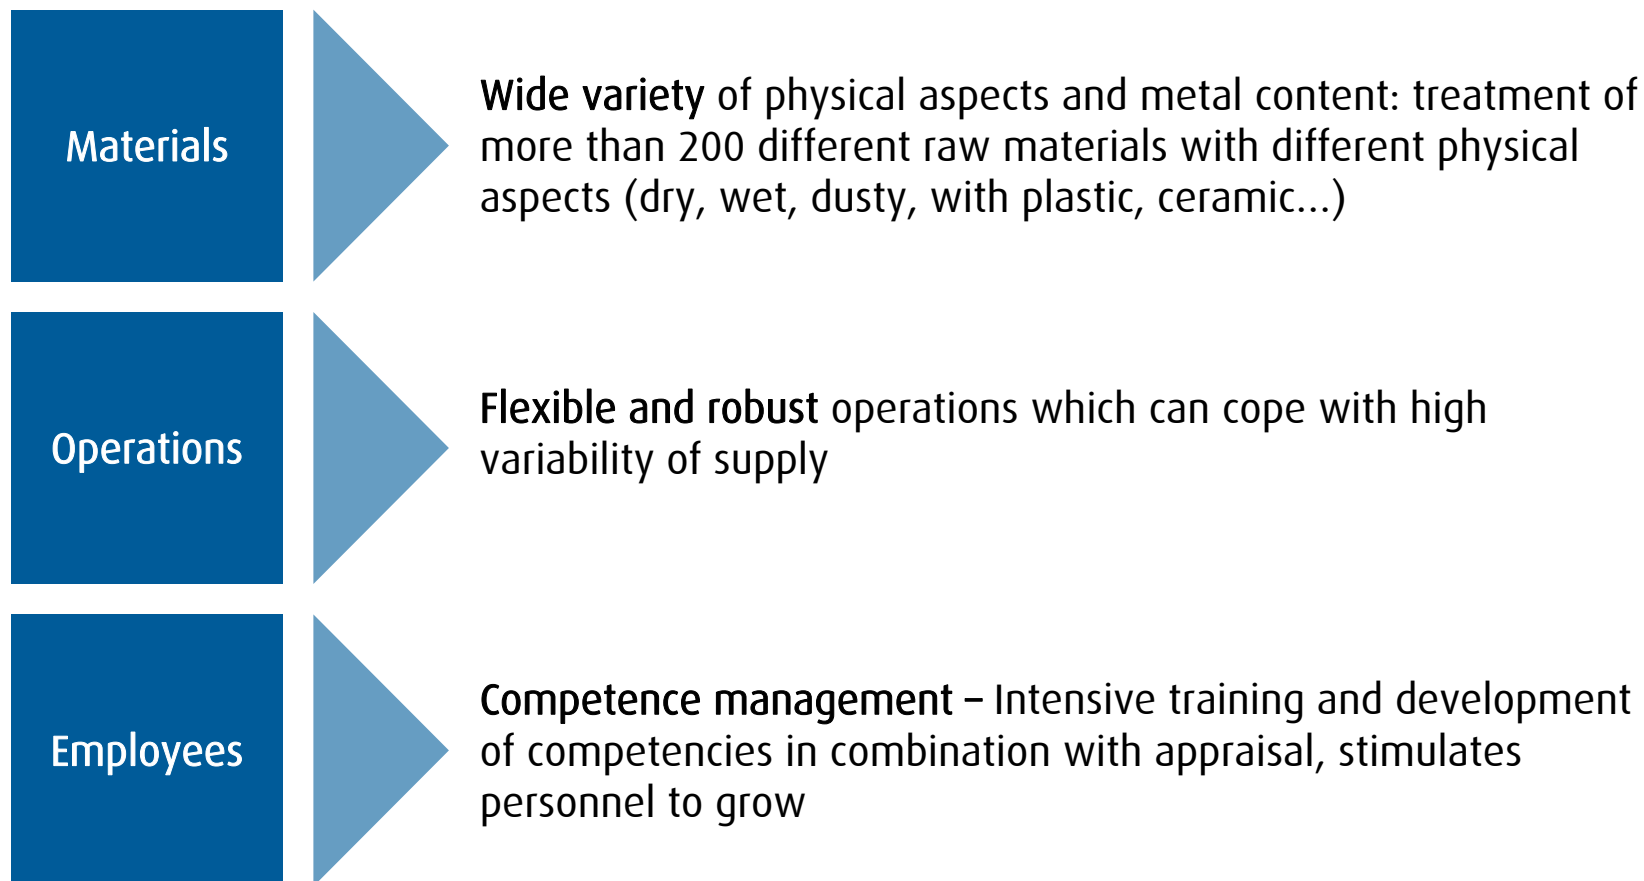 Materials
Wide variety of physical aspects and metal content: treatment of
more than 200 different raw materials with different physical
aspects (dry, wet, dusty, with plastic, ceramic…)
Operations
Flexible and robust operations which can cope with high
variability of supply
Employees
Competence management – Intensive training and development
of competencies in combination with appraisal, stimulates
personnel to grow